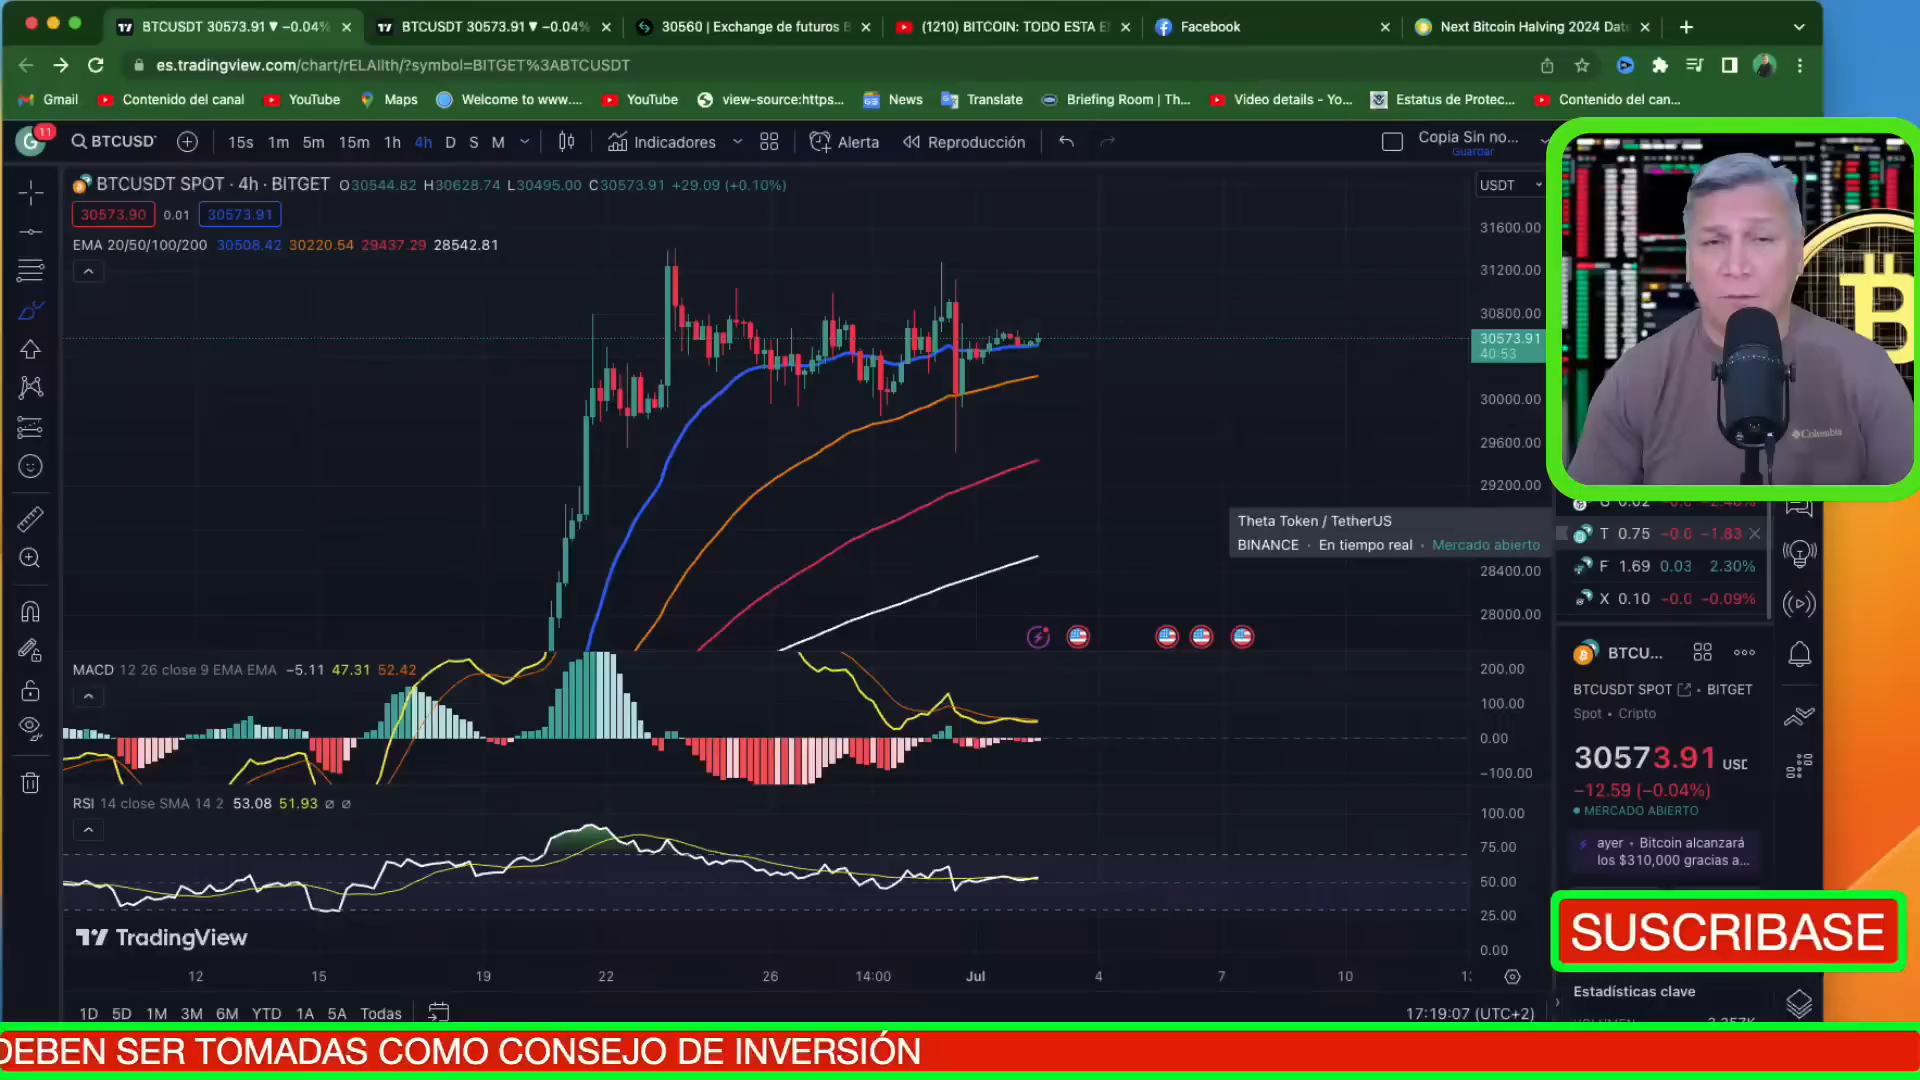 BTCUSDT 30573.91 ▼ −0.04%
BTCUSDT 30573.91 ▼ −0.04%
30560 | Exchange de futuros B
(1210) BITCOIN: TODO ESTA E
Facebook
Next Bitcoin Halving 2024 Date
es.tradingview.com/chart/rELAIlth/?symbol=BITGET%3ABTCUSDT
Gmail
Contenido del canal
YouTube
Maps
Welcome to www....
YouTube
view-source:https...
News
Translate
Briefing Room | Th...
Video details - Yo...
Estatus de Protec...
Contenido del can...
G
11
BTCUSDT
15s
1m
5m
15m
1h
4h
D
S
M
Indicadores
Alerta
Reproducción
Copia Sin no...
Guardar
BTCUSDT SPOT · 4h · BITGET O30544.82 H30628.74 L30495.00 C30573.91 +29.09 (+0.10%)
30573.90 0.01 30573.91
EMA 20/50/100/200 30508.42 30220.54 29437.29 28542.81
USDT
31600.00
31200.00
30800.00
30573.91
40:53
30000.00
29600.00
29200.00
28400.00
28000.00
Theta Token / TetherUS
BINANCE · En tiempo real · Mercado abierto
Columbia
T 0.75 −0.0 −1.83
F 1.69 0.03 2.30%
X 0.10 −0.0 −0.09%
MACD 12 26 close 9 EMA EMA −5.11 47.31 52.42
200.00
100.00
0.00
−100.00
RSI 14 close SMA 14 2 53.08 51.93 ∅ ∅
100.00
75.00
50.00
25.00
0.00
TradingView
12
15
19
22
26
14:00
Jul
4
7
10
1D
5D
1M
3M
6M
YTD
1A
5A
Todas
17:19:07 (UTC+2)
BTCU...
BTCUSDT SPOT · BITGET
Spot · Cripto
30573.91 USD
−12.59 (−0.04%)
MERCADO ABIERTO
ayer · Bitcoin alcanzará
los $310,000 gracias a...
SUSCRIBASE
Estadísticas clave
DEBEN SER TOMADAS COMO CONSEJO DE INVERSIÓN